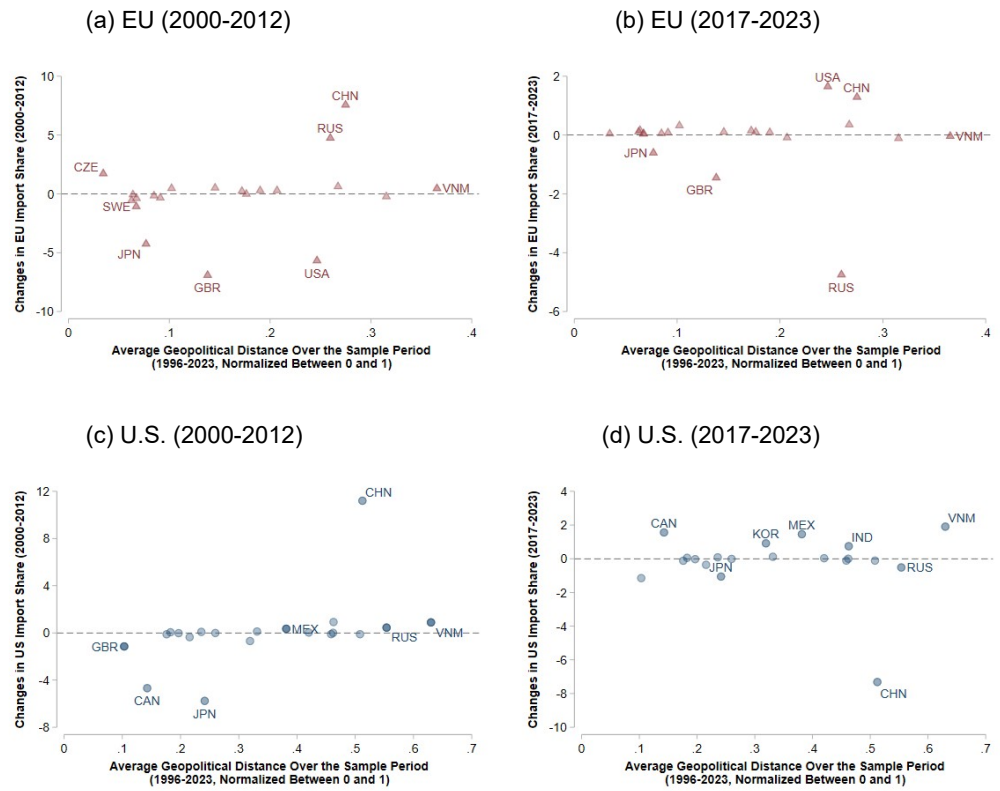 (a) EU (2000-2012)
Changes in EU Import Share (2000-2012)
10
5
0
-5
-10
CHN
RUS
CZE
VNM
SWE
JPN
GBR
USA
0
.1
.2
.3
.4
Average Geopolitical Distance Over the Sample Period
(1996-2023, Normalized Between 0 and 1)
(b) EU (2017-2023)
Changes in EU Import Share (2017-2023)
2
0
-2
-4
-6
USA
CHN
VNM
JPN
GBR
RUS
0
.1
.2
.3
.4
Average Geopolitical Distance Over the Sample Period
(1996-2023, Normalized Between 0 and 1)
(c) U.S. (2000-2012)
Changes in US Import Share (2000-2012)
12
8
4
0
-4
-8
CHN
MEX
RUS
VNM
GBR
CAN
JPN
0
.1
.2
.3
.4
.5
.6
.7
Average Geopolitical Distance Over the Sample Period
(1996-2023, Normalized Between 0 and 1)
(d) U.S. (2017-2023)
Changes in US Import Share (2017-2023)
4
2
0
-2
-4
-6
-8
-10
VNM
CAN
MEX
KOR
IND
JPN
RUS
CHN
0
.1
.2
.3
.4
.5
.6
.7
Average Geopolitical Distance Over the Sample Period
(1996-2023, Normalized Between 0 and 1)